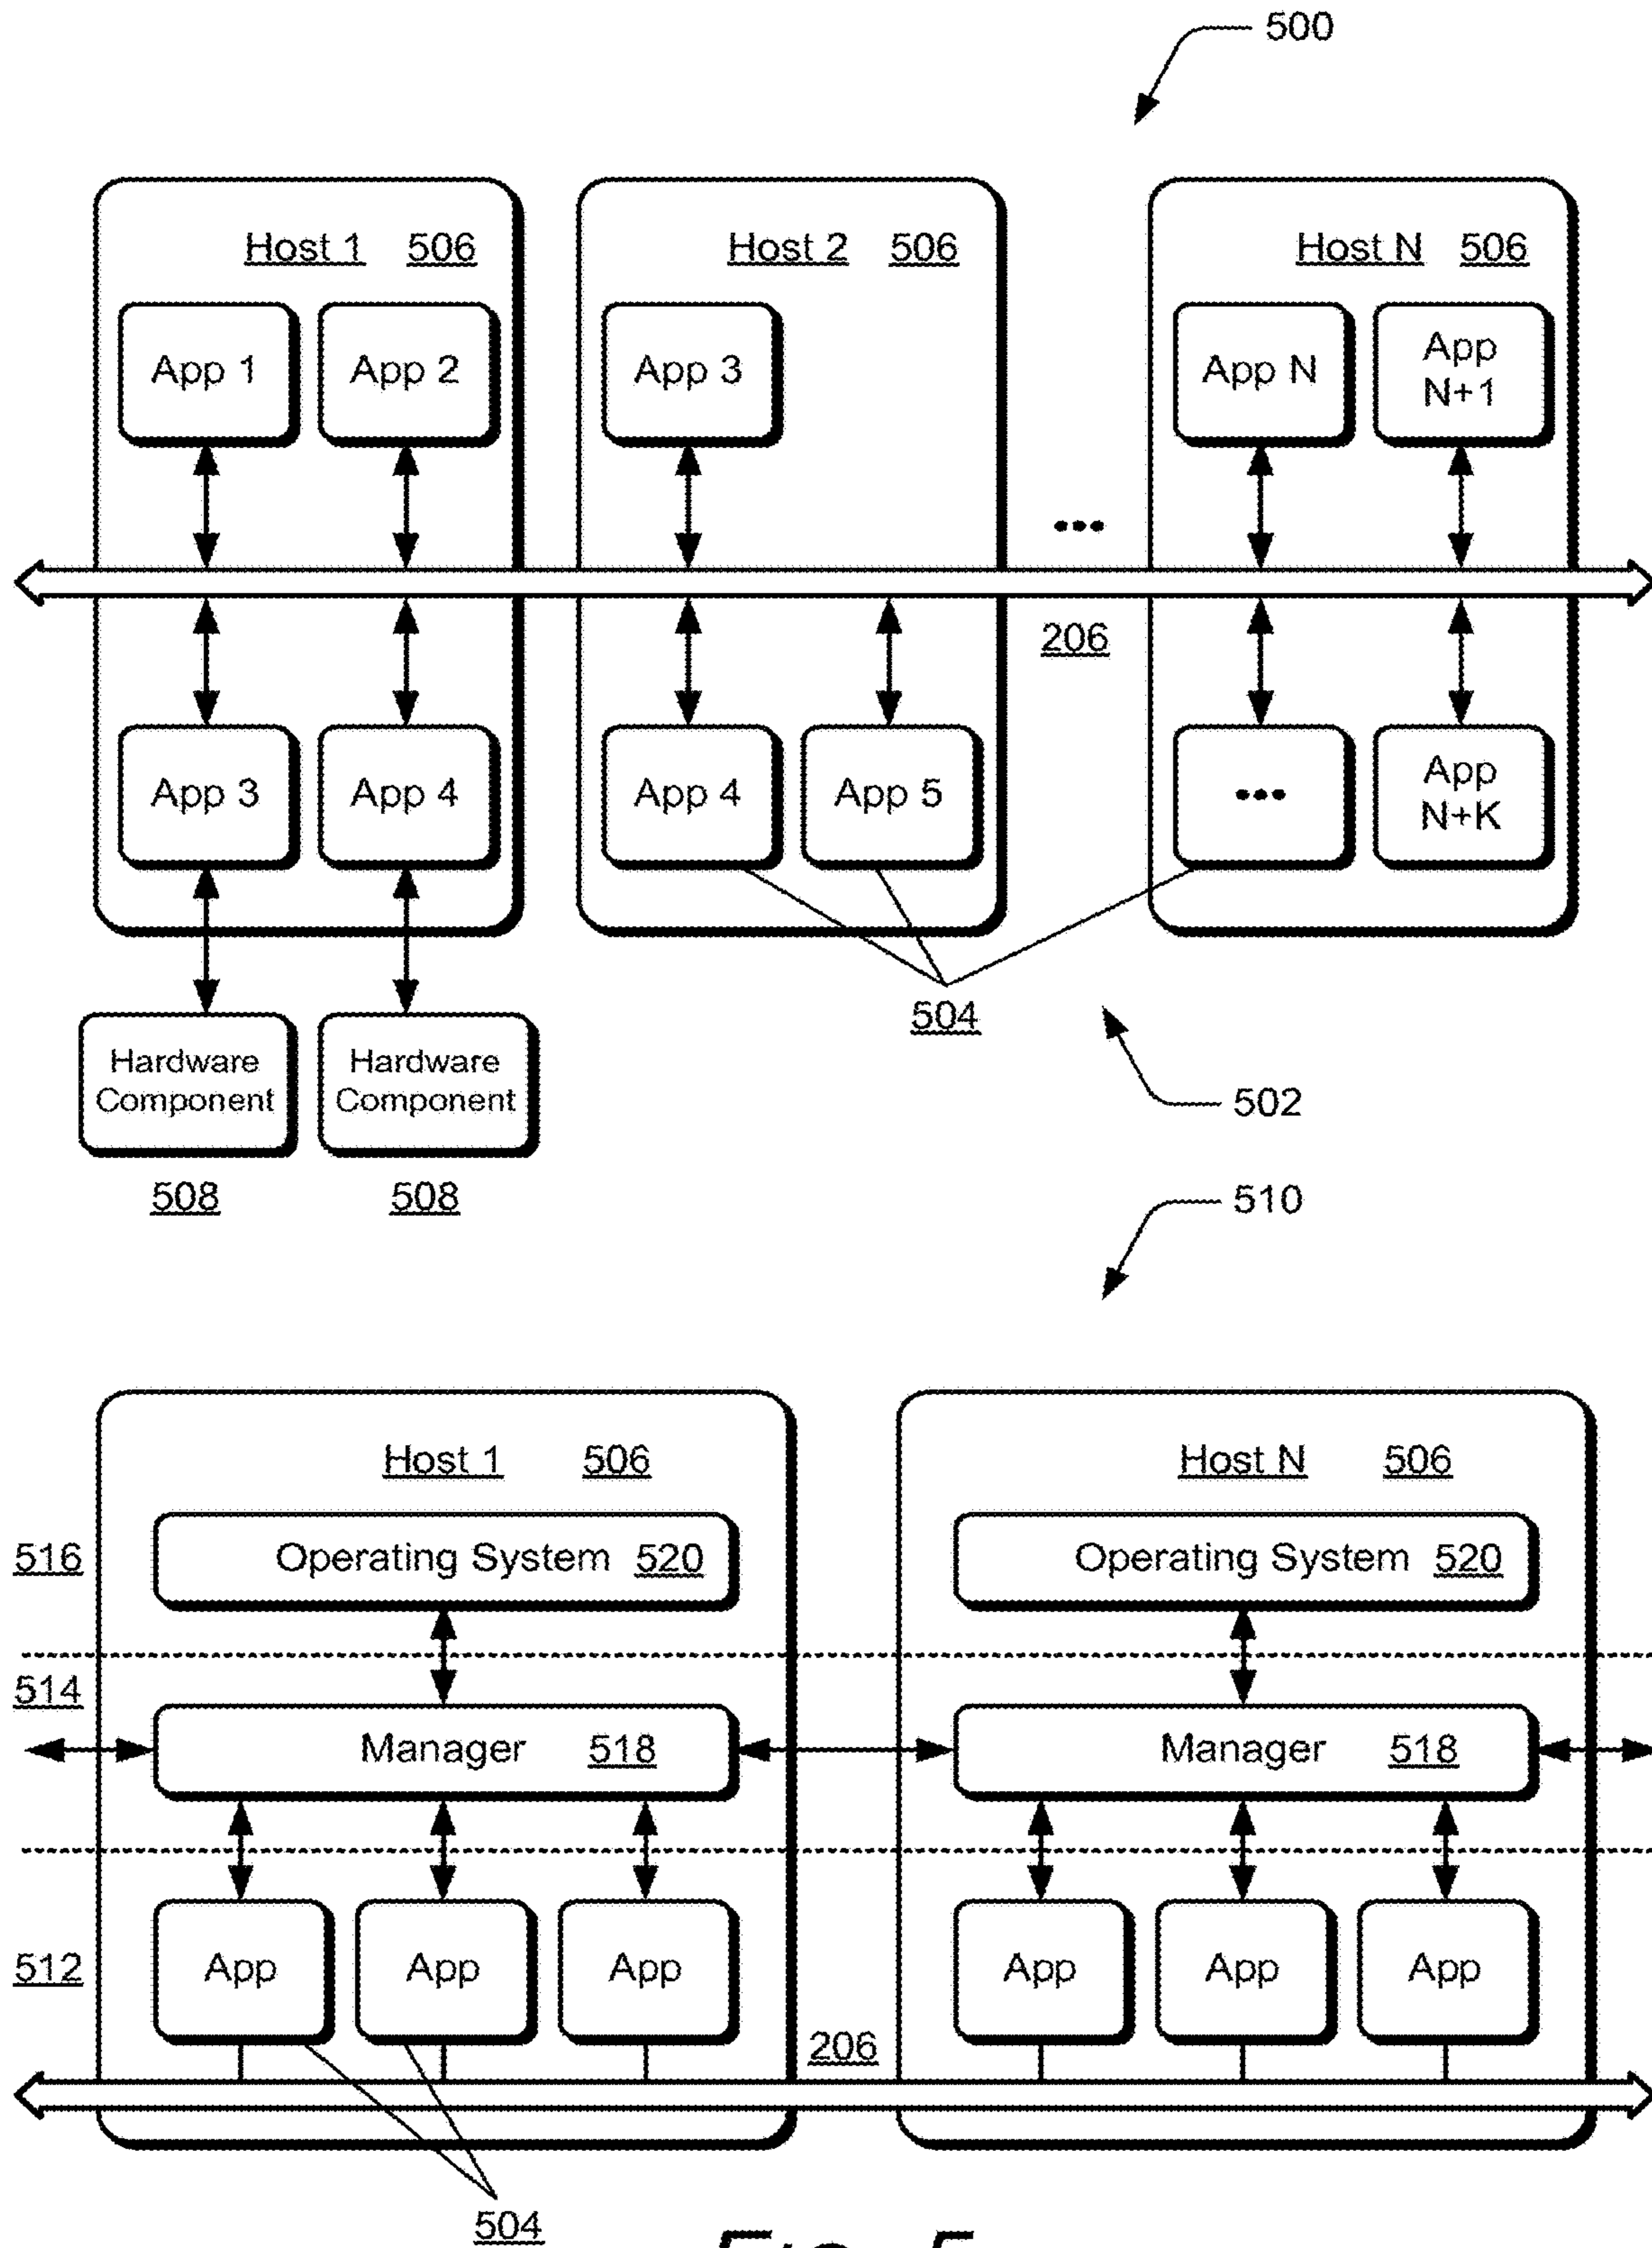 500
Host 1 506
Host 2 506
Host N 506
App 1
App 2
App 3
App N
App
N+1
...
206
App 3
App 4
App 4
App 5
...
App
N+K
504
Hardware
Component
Hardware
Component
502
508
508
510
Host 1 506
Host N 506
516
Operating System 520
Operating System 520
514
Manager 518
Manager 518
512
App
App
App
App
App
App
206
504